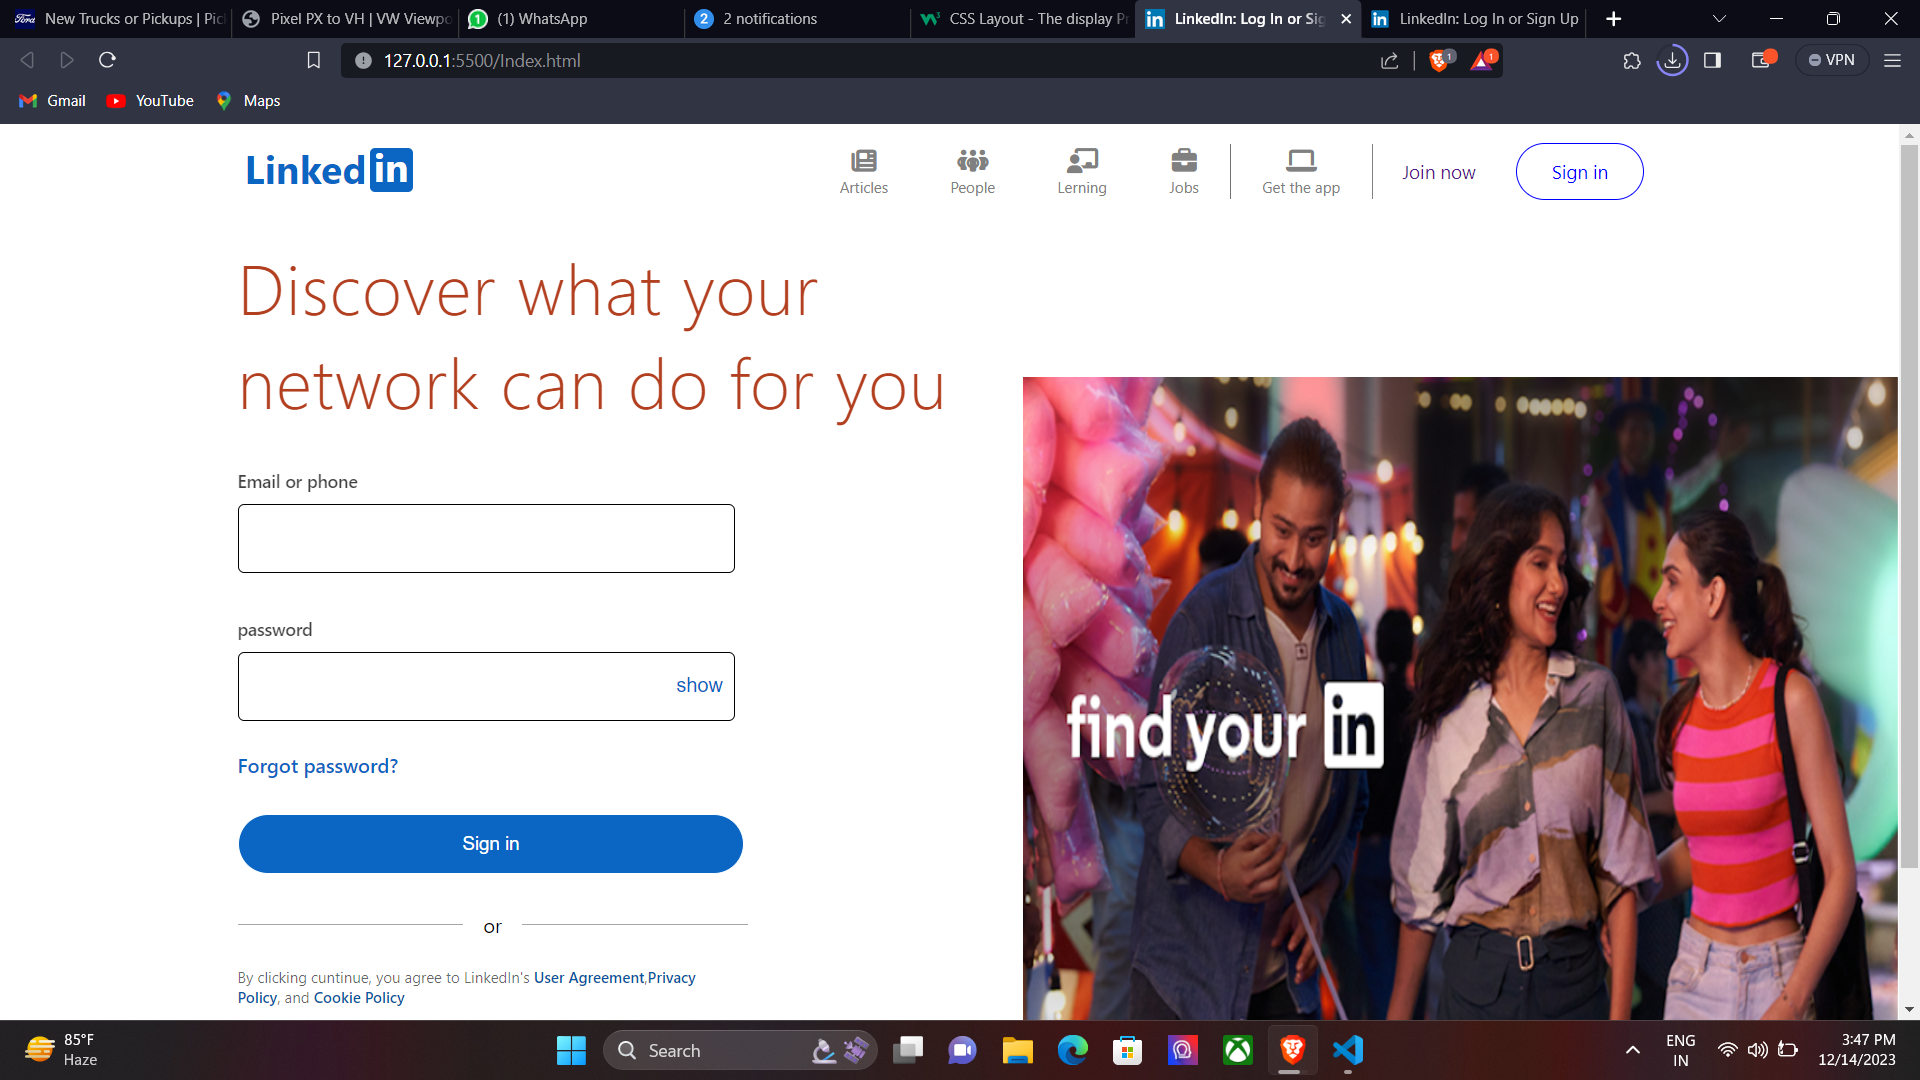 New Trucks or Pickups | Pic
Pixel PX to VH | VW Viewpo
(1) WhatsApp
2 notifications
CSS Layout - The display Pr
LinkedIn: Log In or Sig
LinkedIn: Log In or Sign Up
127.0.0.1:5500/Index.html
VPN
Gmail
YouTube
Maps
Linkedin
Articles
People
Lerning
Jobs
Get the app
Join now
Sign in
Discover what your
network can do for you
Email or phone
password
show
Forgot password?
Sign in
or
By clicking cuntinue, you agree to LinkedIn's User Agreement,Privacy
Policy, and Cookie Policy
find your in
85°F
Haze
Search
ENG
IN
3:47 PM
12/14/2023